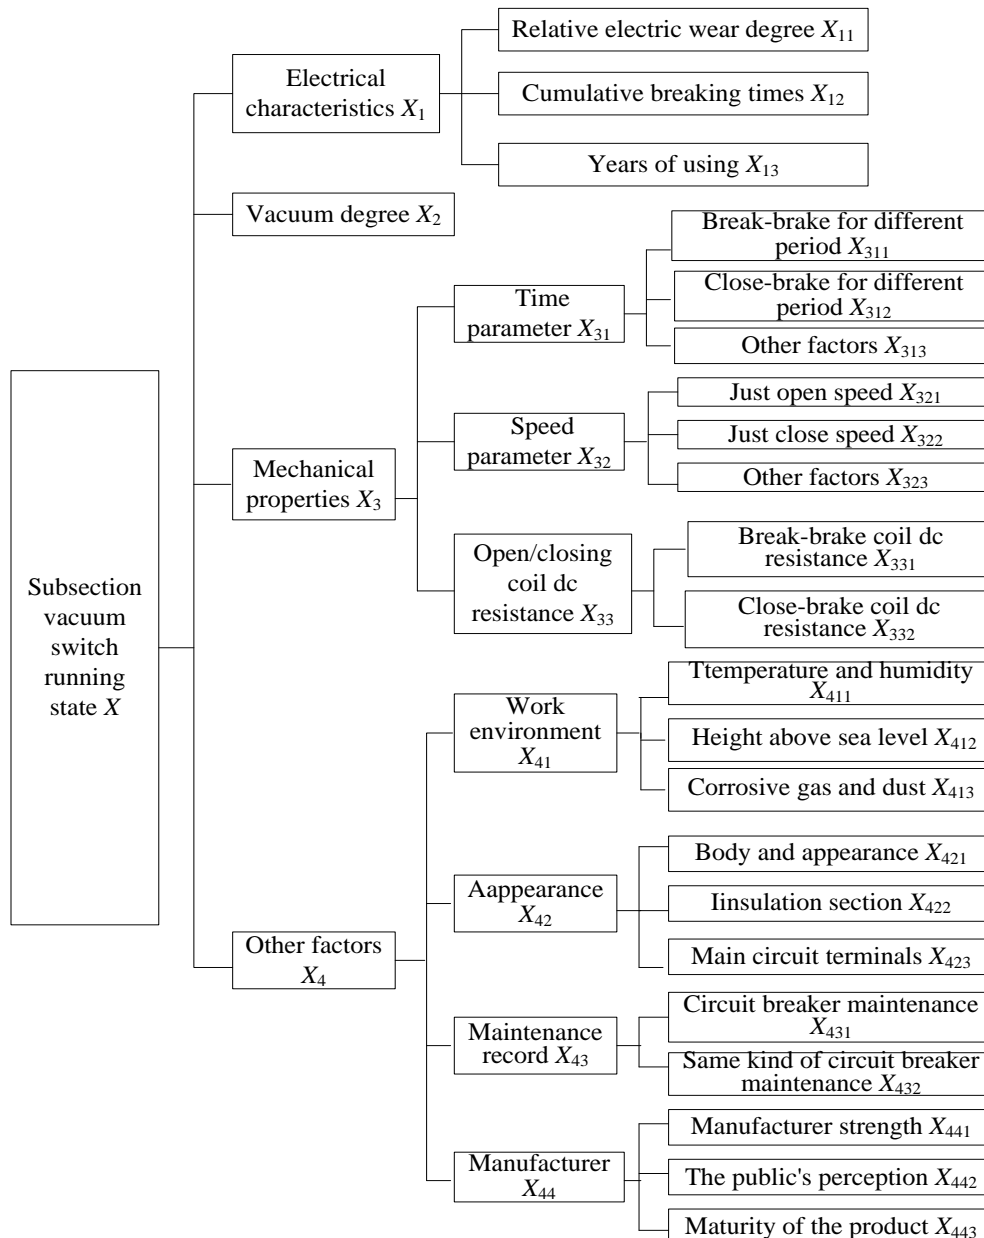 Subsection
vacuum
switch
running
state X
Electrical
characteristics X1
Relative electric wear degree X11
Cumulative breaking times X12
Years of using X13
Vacuum degree X2
Mechanical
properties X3
Time
parameter X31
Break-brake for different
period X311
Close-brake for different
period X312
Other factors X313
Speed
parameter X32
Just open speed X321
Just close speed X322
Other factors X323
Open/closing
coil dc
resistance X33
Break-brake coil dc
resistance X331
Close-brake coil dc
resistance X332
Other factors
X4
Work
environment
X41
Ttemperature and humidity
X411
Height above sea level X412
Corrosive gas and dust X413
Aappearance
X42
Body and appearance X421
Iinsulation section X422
Main circuit terminals X423
Maintenance
record X43
Circuit breaker maintenance
X431
Same kind of circuit breaker
maintenance X432
Manufacturer
X44
Manufacturer strength X441
The public's perception X442
Maturity of the product X443